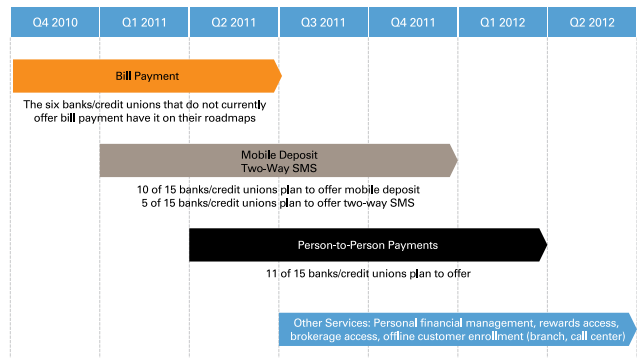 Q4 2010 Q1 2011 Q2 2011 Q3 2011 Q4 2011 Q1 2012 Q2 2012
Bill Payment
The six banks/credit unions that do not currently
offer bill payment have it on their roadmaps
Mobile Deposit
Two-Way SMS
10 of 15 banks/credit unions plan to offer mobile deposit
5 of 15 banks/credit unions plan to offer two-way SMS
Person-to-Person Payments
11 of 15 banks/credit unions plan to offer
Other Services: Personal financial management, rewards access,
brokerage access, offline customer enrollment (branch, call center)